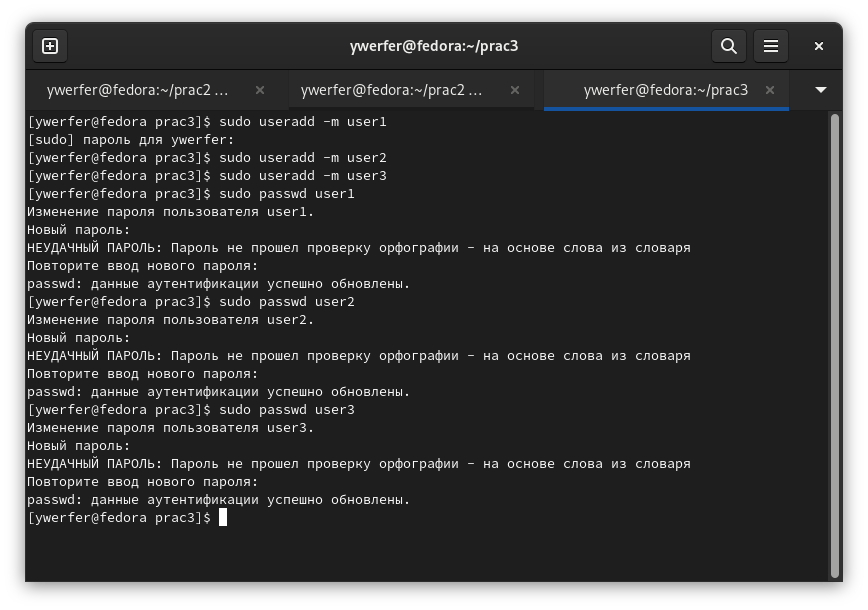 ywerfer@fedora:~/prac3
ywerfer@fedora:~/prac2 ...
ywerfer@fedora:~/prac2 ...
ywerfer@fedora:~/prac3
[ywerfer@fedora prac3]$ sudo useradd -m user1
[sudo] пароль для ywerfer:
[ywerfer@fedora prac3]$ sudo useradd -m user2
[ywerfer@fedora prac3]$ sudo useradd -m user3
[ywerfer@fedora prac3]$ sudo passwd user1
Изменение пароля пользователя user1.
Новый пароль:
НЕУДАЧНЫЙ ПАРОЛЬ: Пароль не прошел проверку орфографии - на основе слова из словаря
Повторите ввод нового пароля:
passwd: данные аутентификации успешно обновлены.
[ywerfer@fedora prac3]$ sudo passwd user2
Изменение пароля пользователя user2.
Новый пароль:
НЕУДАЧНЫЙ ПАРОЛЬ: Пароль не прошел проверку орфографии - на основе слова из словаря
Повторите ввод нового пароля:
passwd: данные аутентификации успешно обновлены.
[ywerfer@fedora prac3]$ sudo passwd user3
Изменение пароля пользователя user3.
Новый пароль:
НЕУДАЧНЫЙ ПАРОЛЬ: Пароль не прошел проверку орфографии - на основе слова из словаря
Повторите ввод нового пароля:
passwd: данные аутентификации успешно обновлены.
[ywerfer@fedora prac3]$